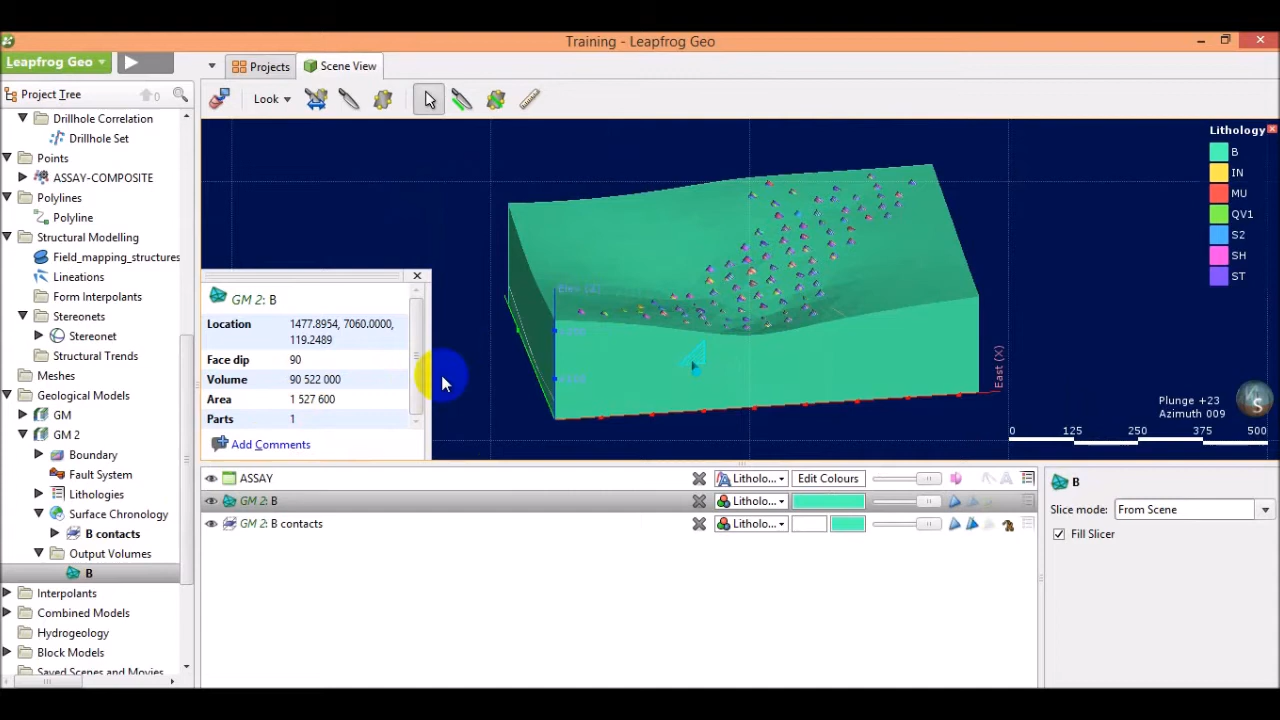 Training - Leapfrog Geo
Leapfrog Geo
Projects
Scene View
Project Tree
Look
Drillhole Correlation
Drillhole Set
Points
ASSAY-COMPOSITE
Polylines
Polyline
Structural Modelling
Field_mapping_structures
Lineations
Form Interpolants
Stereonets
Stereonet
Structural Trends
Meshes
Geological Models
GM
GM 2
Boundary
Fault System
Lithologies
Surface Chronology
B contacts
Output Volumes
B
Interpolants
Combined Models
Hydrogeology
Block Models
Saved Scenes and Movies
Lithology
B
IN
MU
QV1
S2
SH
ST
Elev (Z)
East (X)
Plunge +23
Azimuth 009
0 125 250 375 500
GM 2: B
Location 1477.8954, 7060.0000,
119.2489
Face dip 90
Volume 90 522 000
Area 1 527 600
Parts 1
Add Comments
ASSAY Litholo... Edit Colours
GM 2: B Litholo...
GM 2: B contacts Litholo...
B
Slice mode: From Scene
Fill Slicer